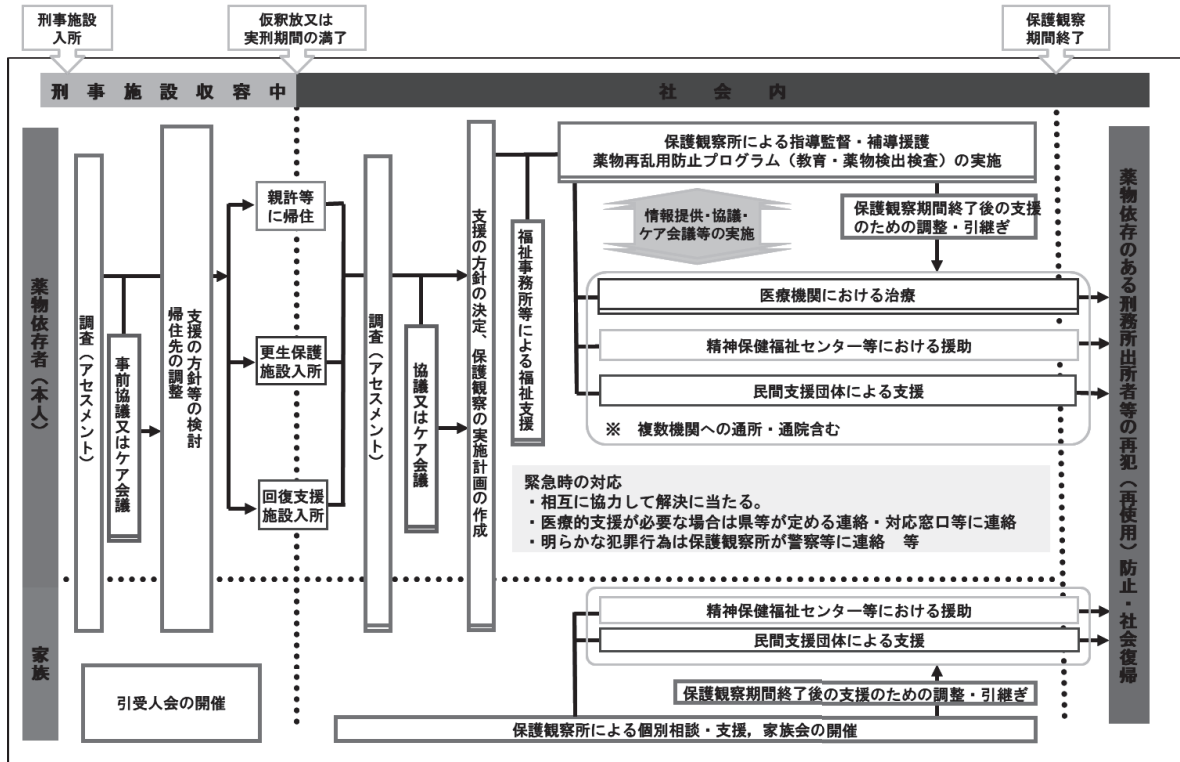 刑事施設
入所
仮釈放又は
実刑期間の満了
保護観察
期間終了
刑事施設収容中
社会内
薬物依存者（本人）
調査（アセスメント）
事前協議又はケア会議
支援の方針等の検討
帰住先の調整
親許等
に帰住
更生保護
施設入所
回復支援
施設入所
調査（アセスメント）
協議又はケア会議
支援の方針の決定、保護観察の実施計画の作成
福祉事務所等による福祉支援
保護観察所による指導監督・補導援護
薬物再乱用防止プログラム（教育・薬物検出検査）の実施
情報提供・協議・
ケア会議等の実施
保護観察期間終了後の支援
のための調整・引継ぎ
医療機関における治療
精神保健福祉センター等における援助
民間支援団体による支援
※　複数機関への通所・通院含む
緊急時の対応
・相互に協力して解決に当たる。
・医療的支援が必要な場合は県等が定める連絡・対応窓口等に連絡
・明らかな犯罪行為は保護観察所が警察等に連絡　等
薬物依存のある刑務所出所者等の再犯（再使用）防止・社会復帰
家族
引受人会の開催
精神保健福祉センター等における援助
民間支援団体による支援
保護観察期間終了後の支援のための調整・引継ぎ
保護観察所による個別相談・支援，家族会の開催